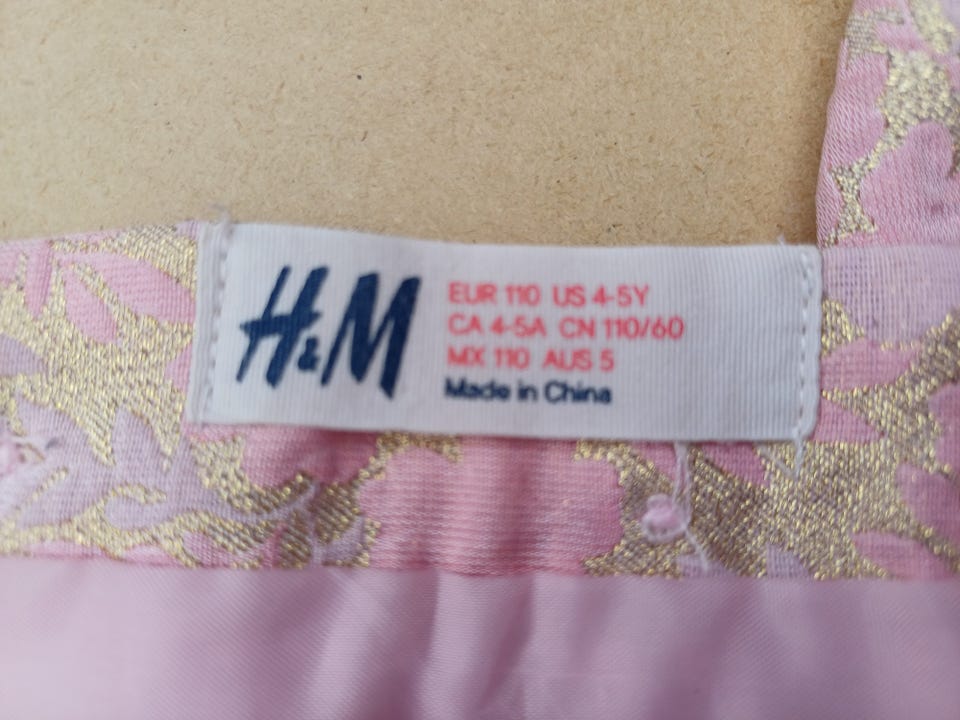 H&M
EUR 110 US 4-5Y
CA 4-5A CN 110/60
MX 110 AUS 5
Made in China